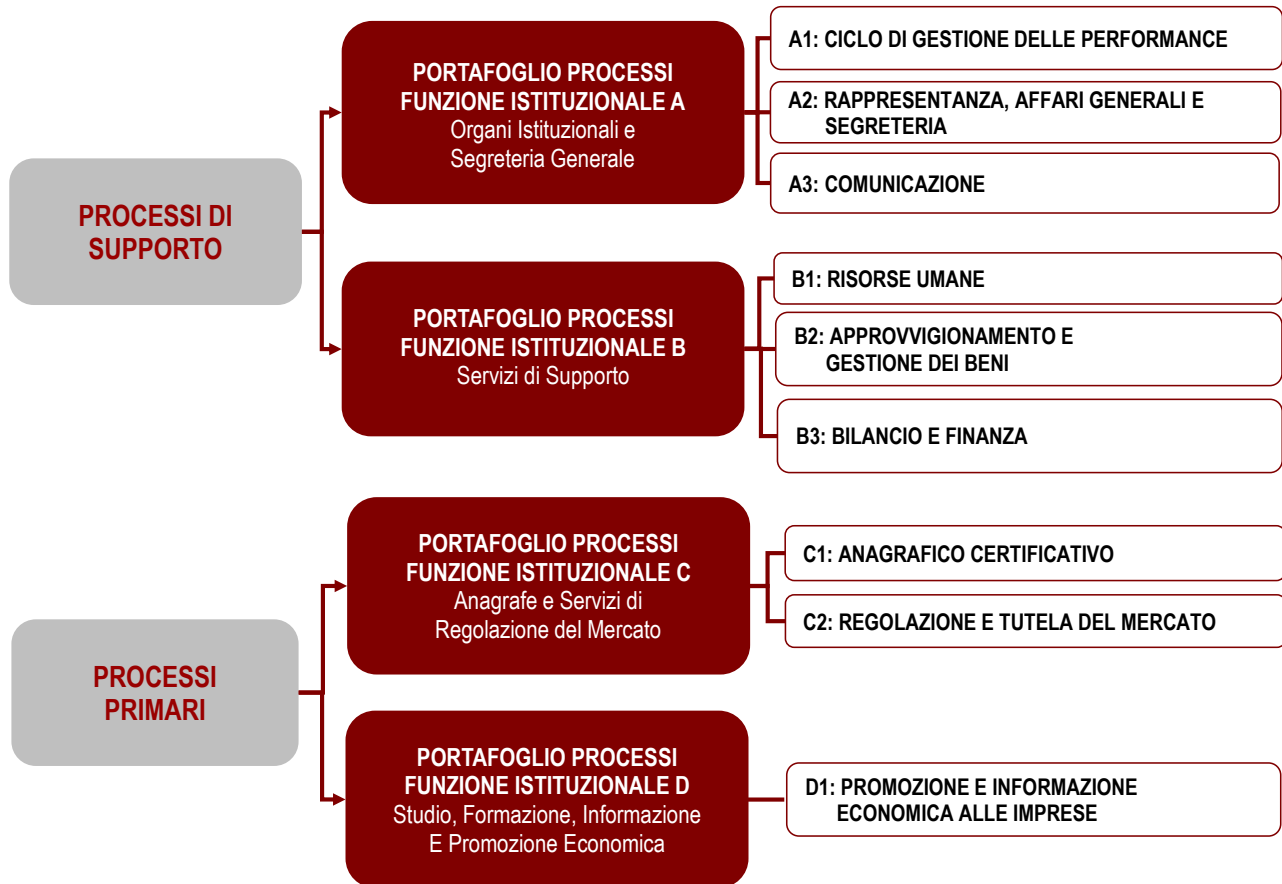 PROCESSI DI
SUPPORTO
PORTAFOGLIO PROCESSI
FUNZIONE ISTITUZIONALE A
Organi Istituzionali e
Segreteria Generale
A1: CICLO DI GESTIONE DELLE PERFORMANCE
A2: RAPPRESENTANZA, AFFARI GENERALI E
SEGRETERIA
A3: COMUNICAZIONE
PORTAFOGLIO PROCESSI
FUNZIONE ISTITUZIONALE B
Servizi di Supporto
B1: RISORSE UMANE
B2: APPROVVIGIONAMENTO E
GESTIONE DEI BENI
B3: BILANCIO E FINANZA
PROCESSI
PRIMARI
PORTAFOGLIO PROCESSI
FUNZIONE ISTITUZIONALE C
Anagrafe e Servizi di
Regolazione del Mercato
C1: ANAGRAFICO CERTIFICATIVO
C2: REGOLAZIONE E TUTELA DEL MERCATO
PORTAFOGLIO PROCESSI
FUNZIONE ISTITUZIONALE D
Studio, Formazione, Informazione
E Promozione Economica
D1: PROMOZIONE E INFORMAZIONE
ECONOMICA ALLE IMPRESE